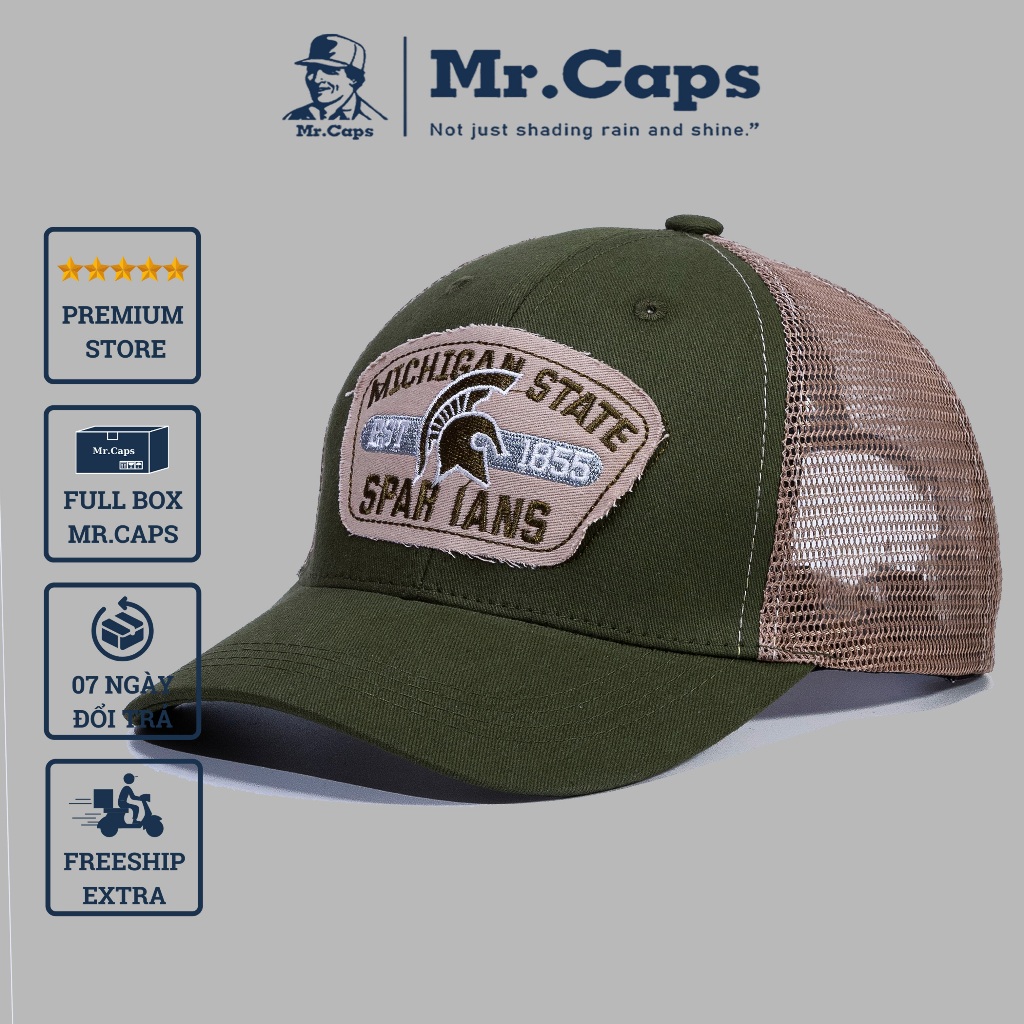 Mr.Caps
Mr.Caps
Not just shading rain and shine.”
PREMIUM
STORE
Mr.Caps
FULL BOX
MR.CAPS
07 NGÀY
ĐỔI TRẢ
FREESHIP
EXTRA
MICHIGAN STATE
EST 1855
SPAR IANS